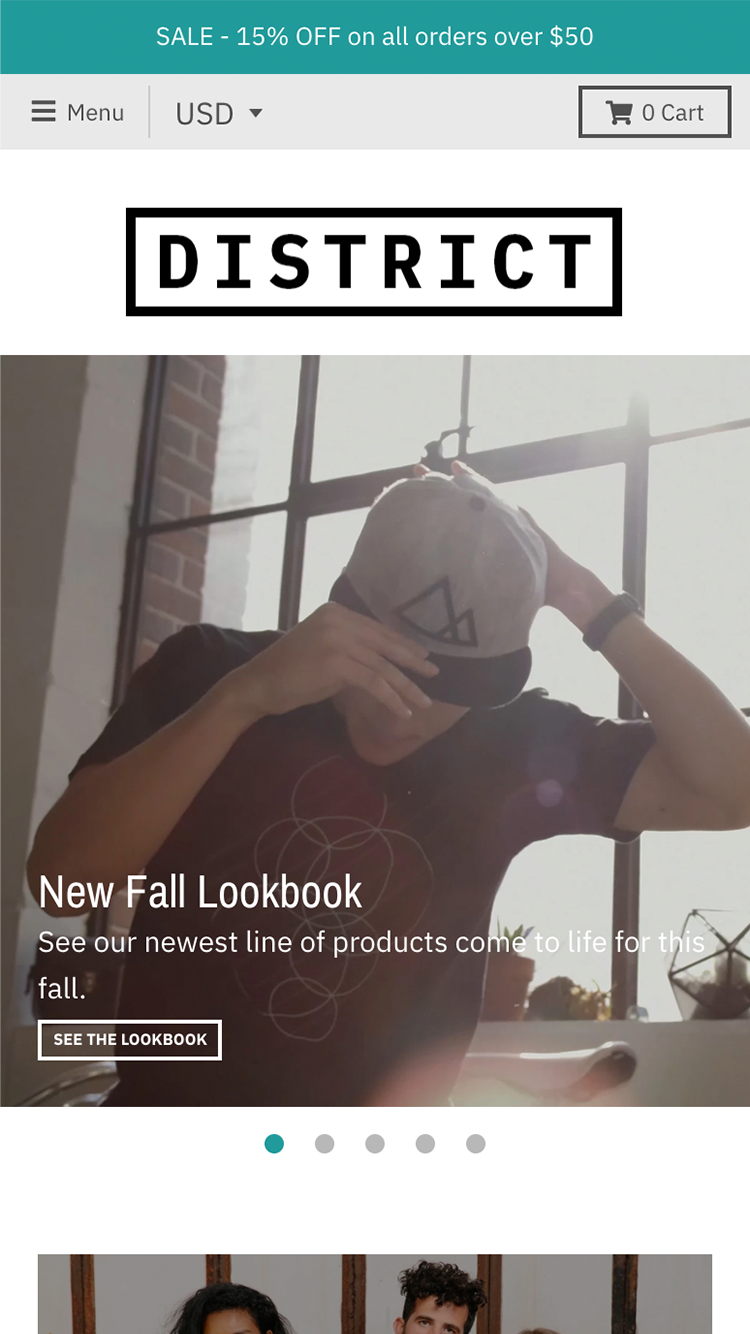 SALE - 15% OFF on all orders over $50
Menu
USD
0 Cart
DISTRICT
New Fall Lookbook
See our newest line of products come to life for this
fall.
SEE THE LOOKBOOK